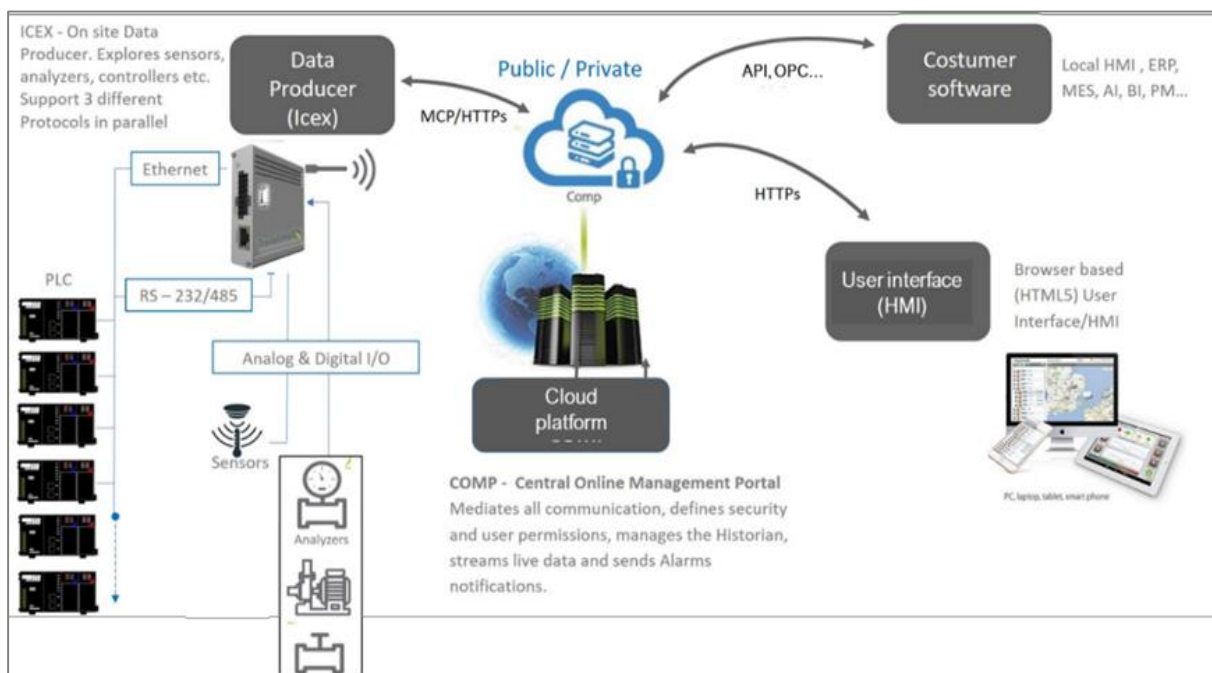 ICEX - On site Data
Producer. Explores sensors,
analyzers, controllers etc.
Support 3 different
Protocols in parallel
Data
Producer
(Icex)
Public / Private
MCP/HTTPs
API, OPC...
Costumer
software
Local HMI , ERP,
MES, AI, BI, PM...
Ethernet
Comp
HTTPs
PLC
RS – 232/485
User interface
(HMI)
Browser based
(HTML5) User
Interface/HMI
Analog & Digital I/O
Cloud
platform
Sensors
COMP - Central Online Management Portal
Mediates all communication, defines security
and user permissions, manages the Historian,
streams live data and sends Alarms
notifications.
PC, laptop, tablet, smart phone
Analyzers